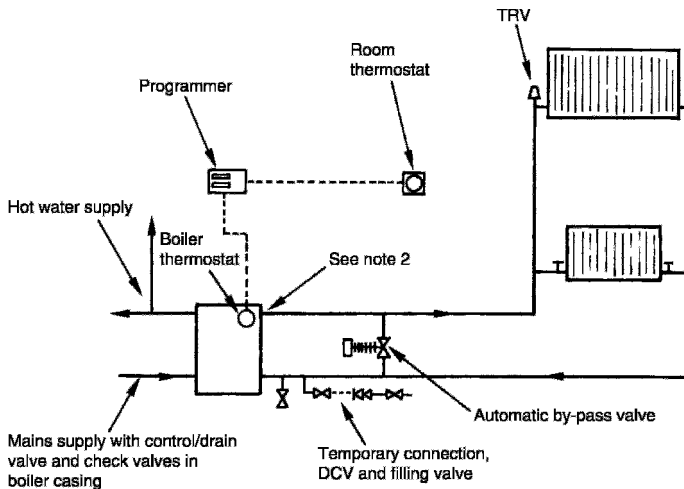 TRV
Room
thermostat
Programmer
Hot water supply
Boiler
thermostat
See note 2
Automatic by-pass valve
Mains supply with control/drain
valve and check valves in
boiler casing
Temporary connection,
DCV and filling valve